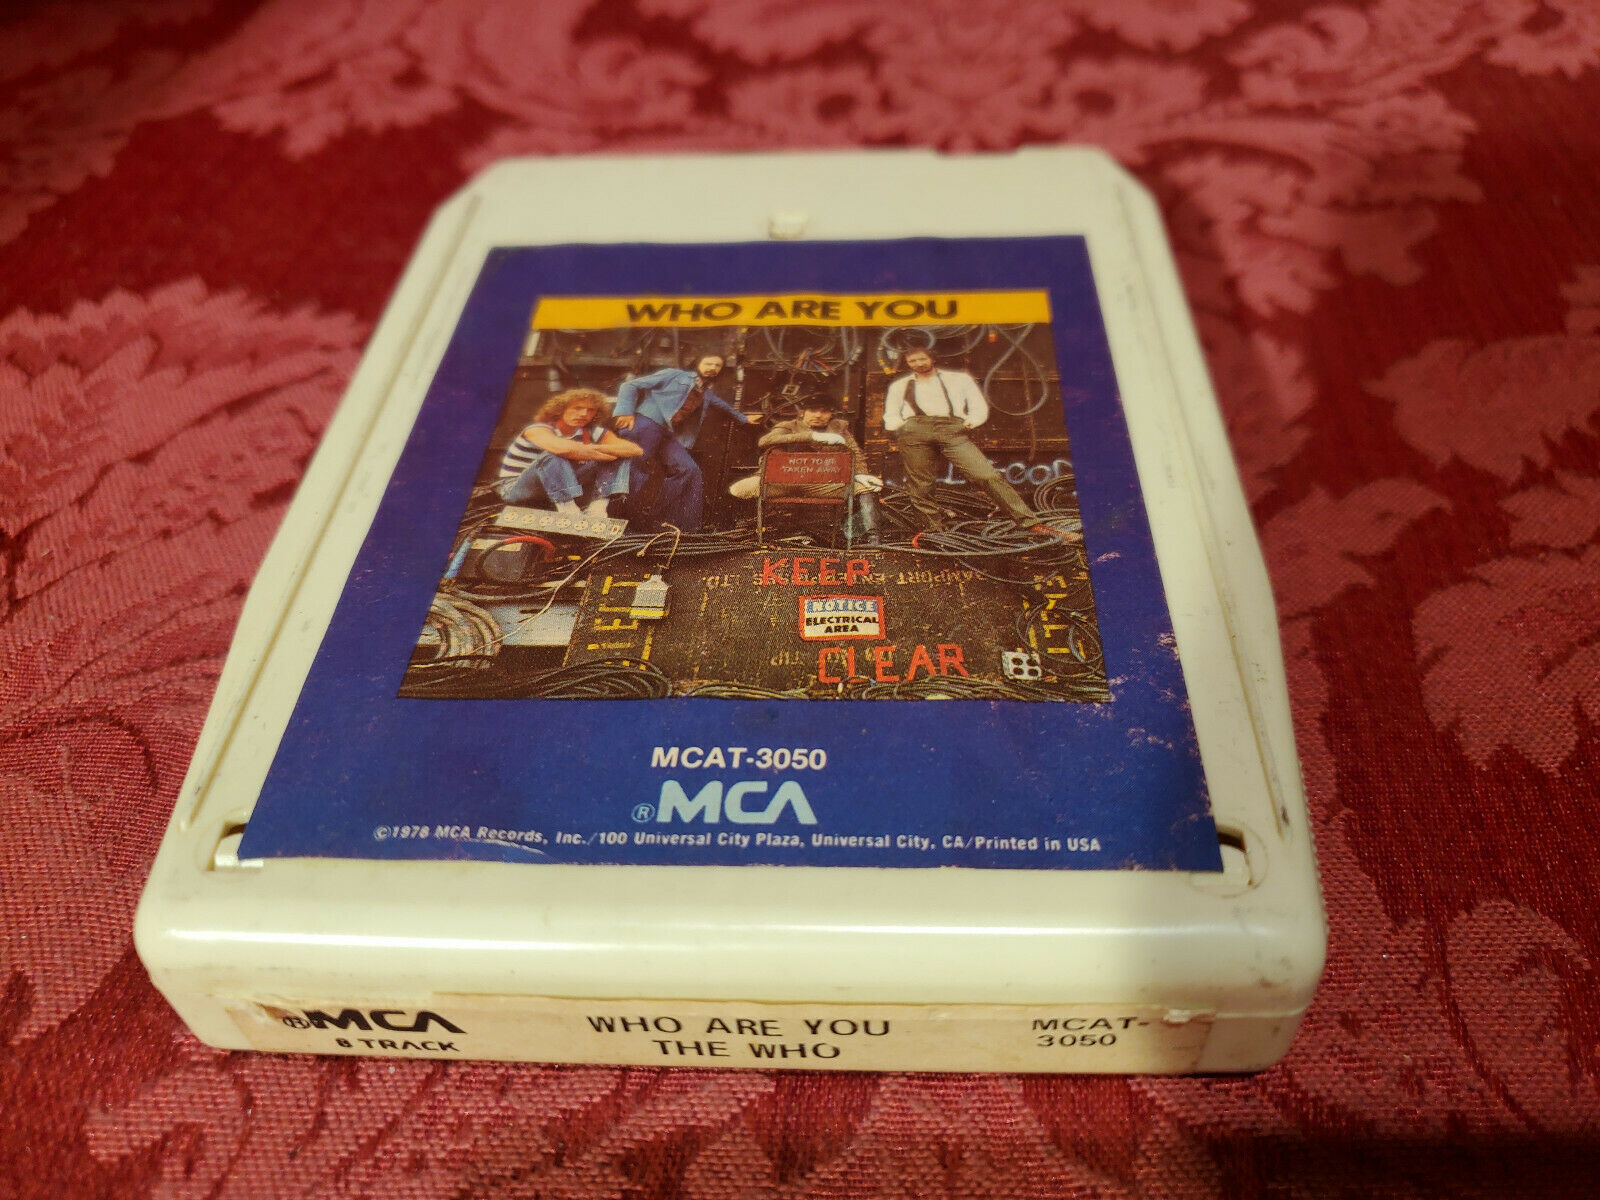 WHO ARE YOU
NOT TO BE
TAKEN AWAY
KEEP
NOTICE
ELECTRICAL
AREA
CLEAR
MCAT-3050
®MCA
©1978 MCA Records, Inc./100 Universal City Plaza, Universal City, CA/Printed in USA
MCA
8 TRACK
WHO ARE YOU
THE WHO
MCAT-
3050